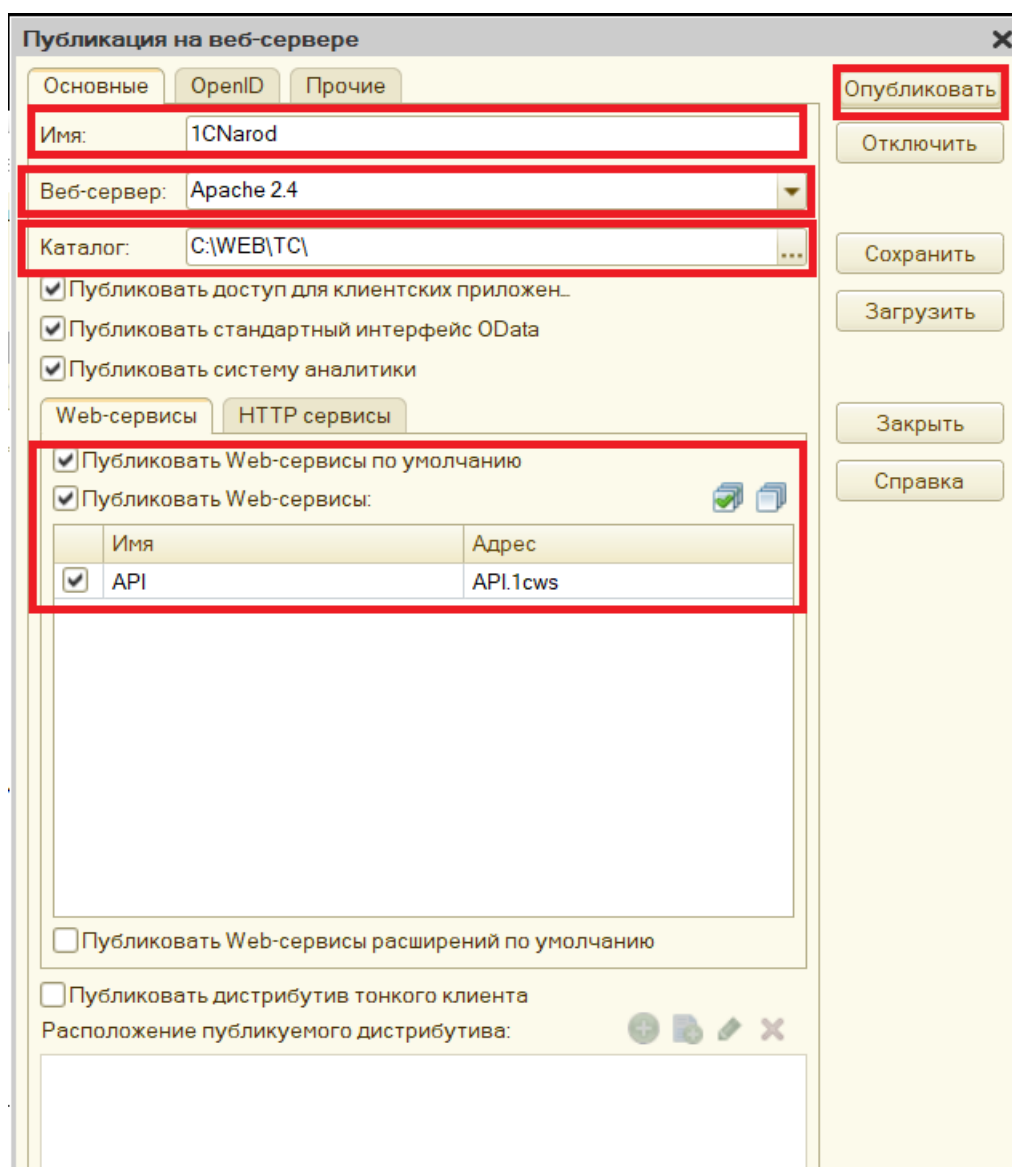 Публикация на веб-сервере
Основные OpenID Прочие
Опубликовать
Имя: 1CNarod
Отключить
Веб-сервер: Apache 2.4
Каталог: C:\WEB\TC\ ...
Сохранить
Публиковать доступ для клиентских приложен...
Загрузить
Публиковать стандартный интерфейс OData
Публиковать систему аналитики
Web-сервисы HTTP сервисы
Закрыть
Публиковать Web-сервисы по умолчанию
Справка
Публиковать Web-сервисы:
Имя Адрес
API API.1cws
Публиковать Web-сервисы расширений по умолчанию
Публиковать дистрибутив тонкого клиента
Расположение публикуемого дистрибутива: